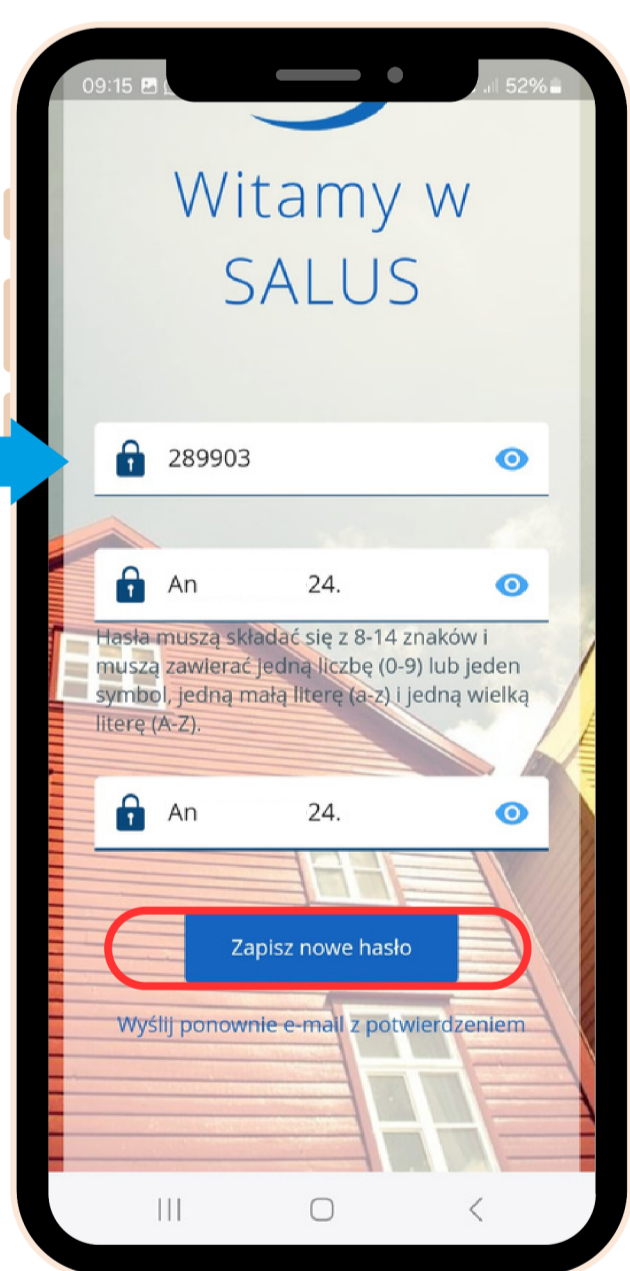 09:15
52%
Witamy w
SALUS
289903
An 24.
Hasła muszą składać się z 8-14 znaków i
muszą zawierać jedną liczbę (0-9) lub jeden
symbol, jedną małą literę (a-z) i jedną wielką
literę (A-Z).
An 24.
Zapisz nowe hasło
Wyślij ponownie e-mail z potwierdzeniem